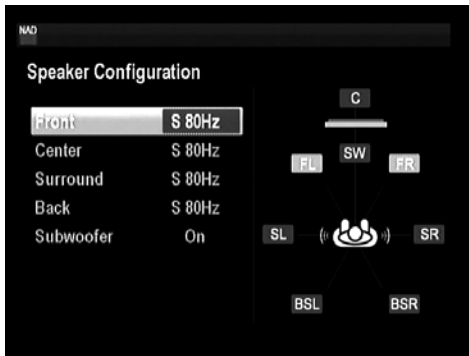 NAD
Speaker Configuration
Front S 80Hz
Center S 80Hz
Surround S 80Hz
Back S 80Hz
Subwoofer On
C
FL SW FR
SL SR
BSL BSR